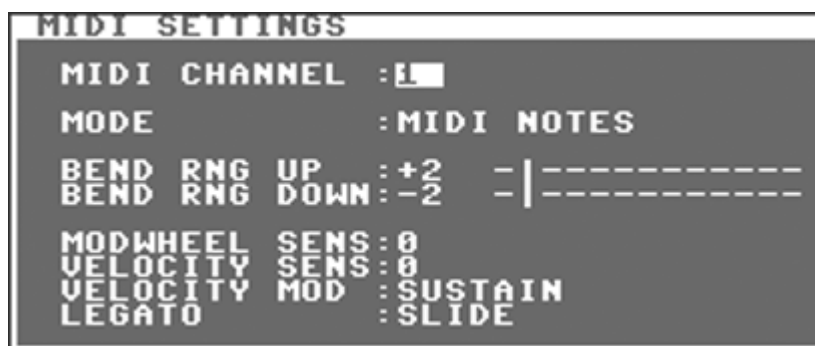 MIDI SETTINGS
MIDI CHANNEL :1
MODE :MIDI NOTES
BEND RNG UP :+2 -|-----------
BEND RNG DOWN:-2 -|-----------
MODWHEEL SENS:0
VELOCITY SENS:0
VELOCITY MOD :SUSTAIN
LEGATO :SLIDE